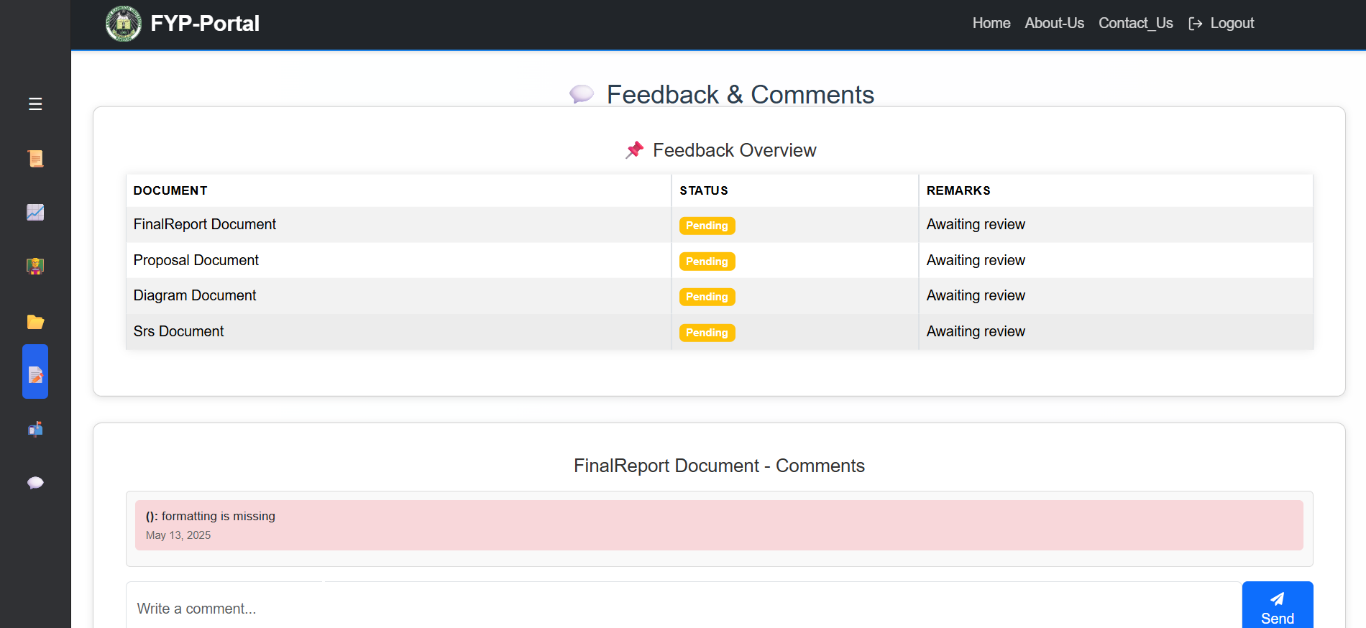 FYP-Portal
Home About-Us Contact_Us Logout
Feedback & Comments
Feedback Overview
DOCUMENT STATUS REMARKS
FinalReport Document Pending Awaiting review
Proposal Document Pending Awaiting review
Diagram Document Pending Awaiting review
Srs Document Pending Awaiting review
FinalReport Document - Comments
(): formatting is missing
May 13, 2025
Write a comment...
Send